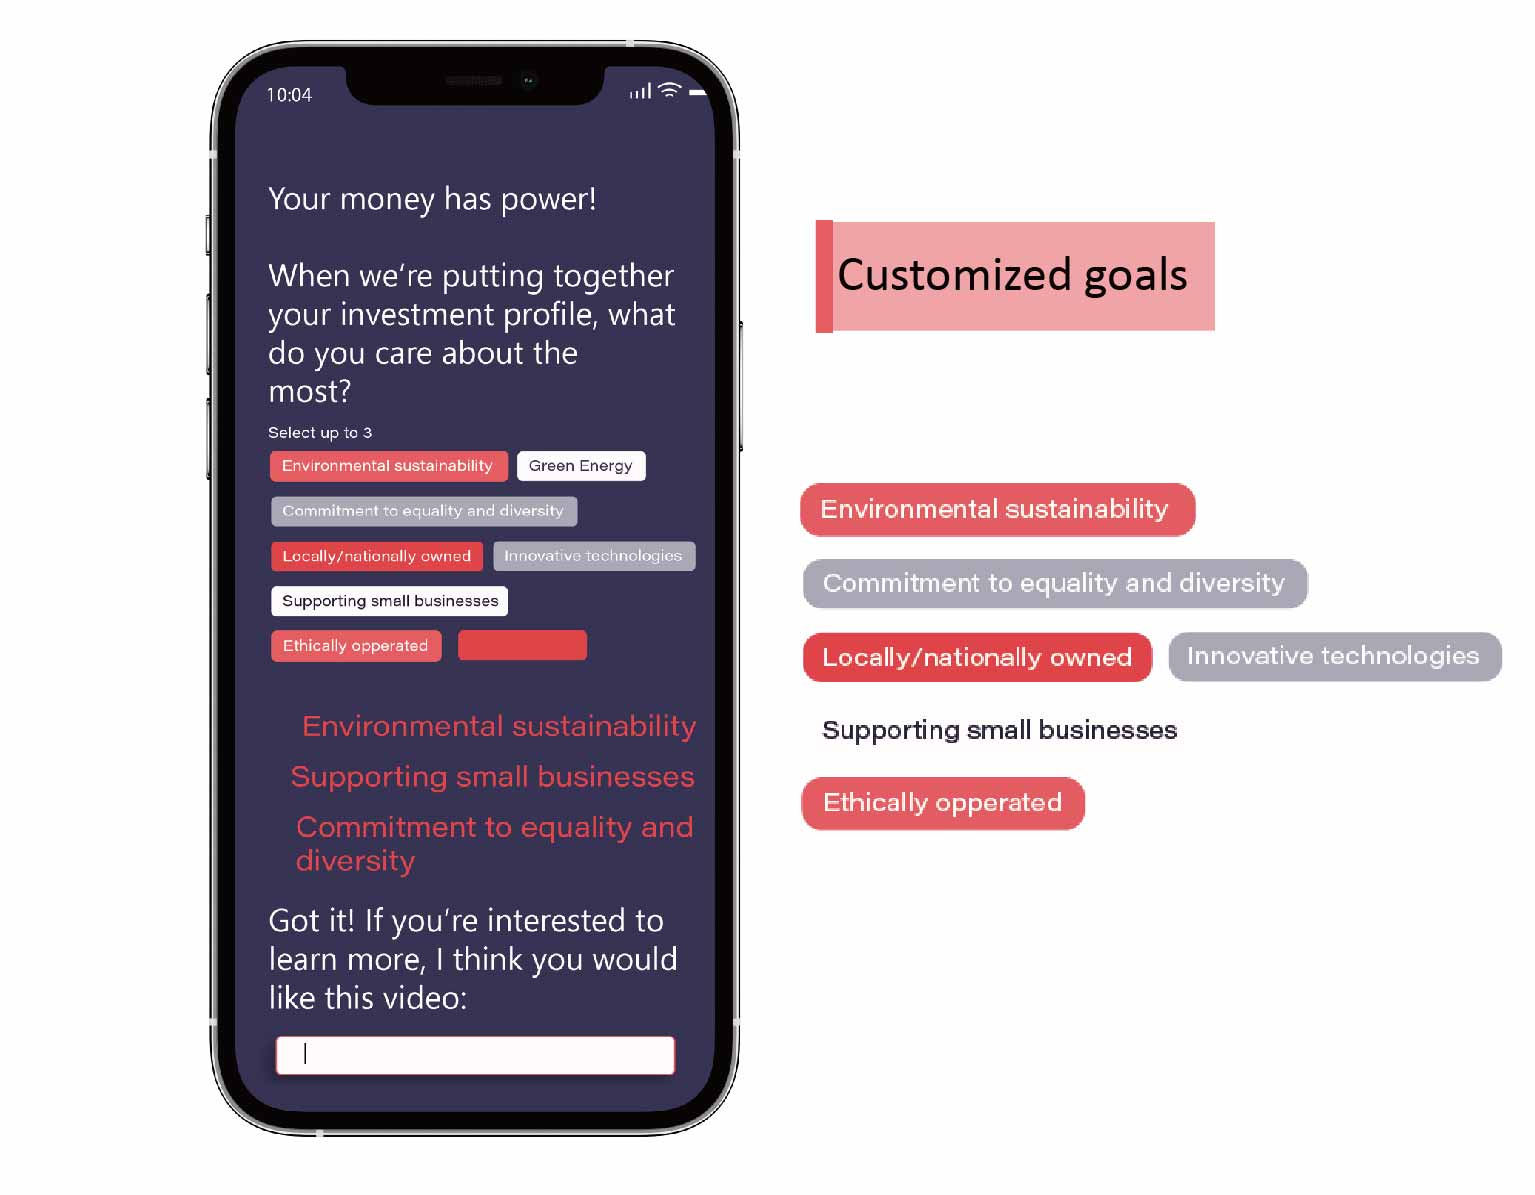 10:04
Your money has power!
When we're putting together
your investment profile, what
do you care about the
most?
Select up to 3
Environmental sustainability
Green Energy
Commitment to equality and diversity
Locally/nationally owned
Innovative technologies
Supporting small businesses
Ethically opperated
Environmental sustainability
Supporting small businesses
Commitment to equality and
diversity
Got it! If you're interested to
learn more, I think you would
like this video:
Customized goals
Environmental sustainability
Commitment to equality and diversity
Locally/nationally owned
Innovative technologies
Supporting small businesses
Ethically opperated